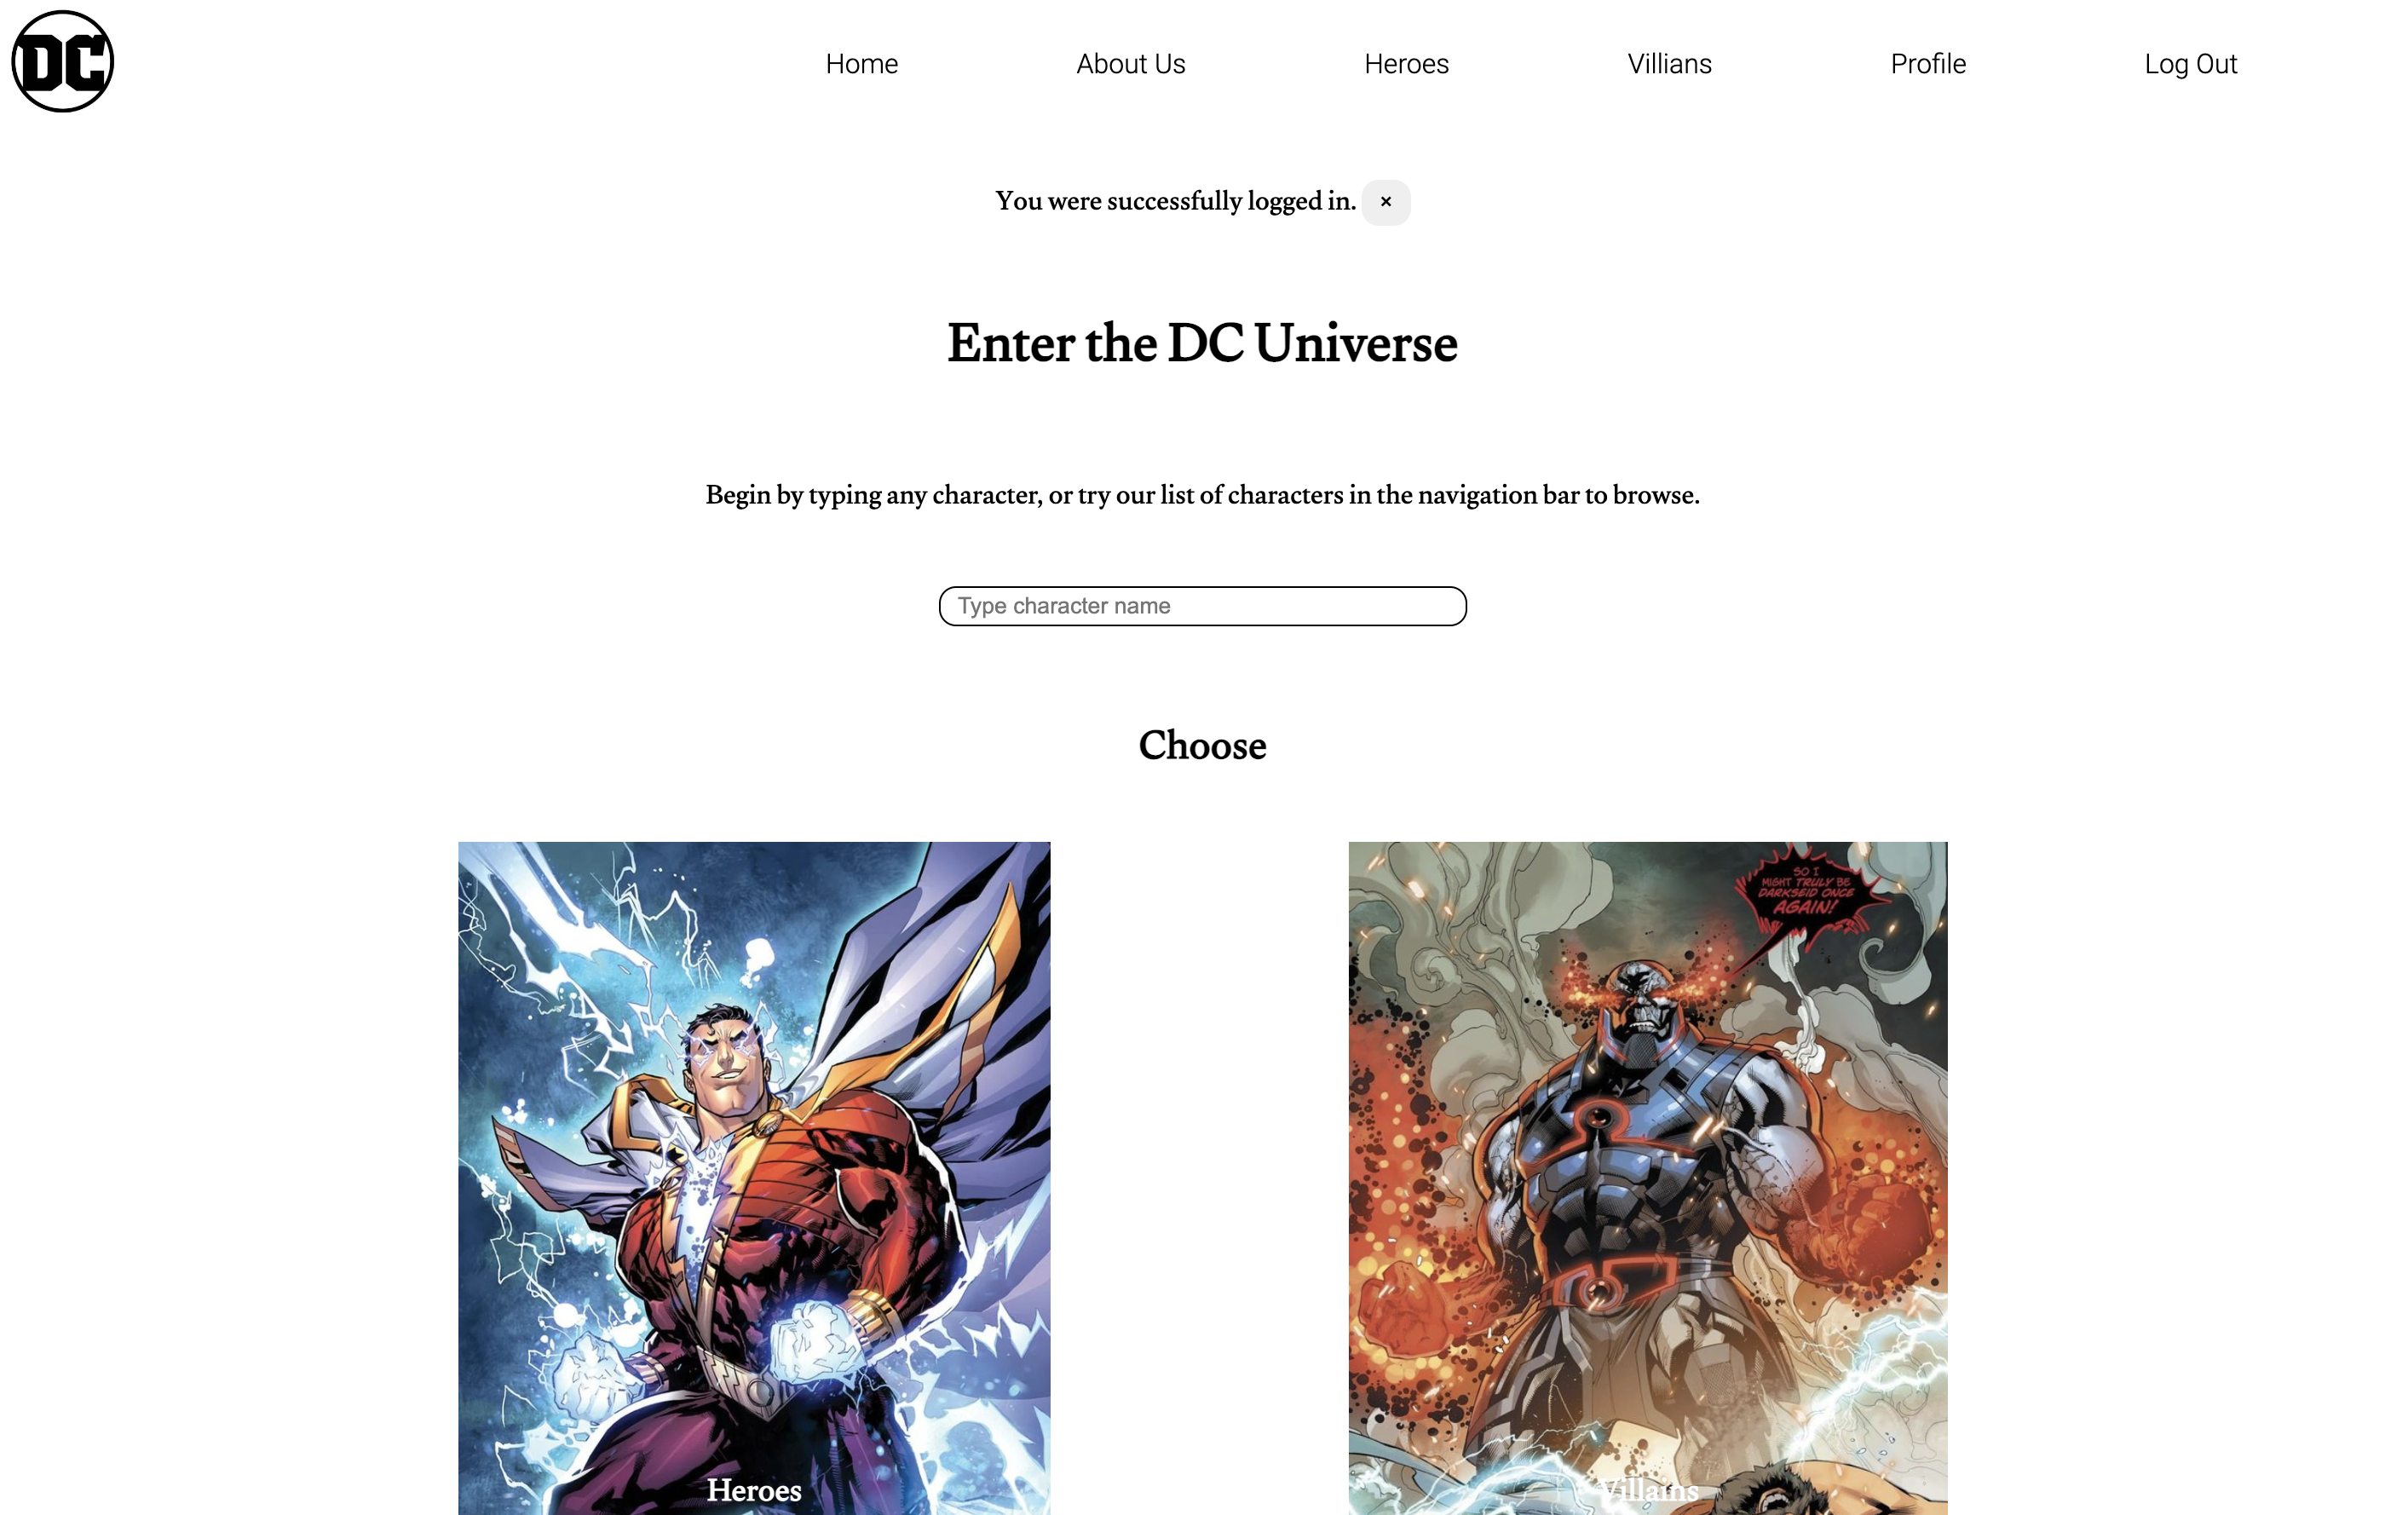 DC
Home
About Us
Heroes
Villians
Profile
Log Out
You were successfully logged in. ×
Enter the DC Universe
Begin by typing any character, or try our list of characters in the navigation bar to browse.
Type character name
Choose
SO I
MIGHT TRULY BE
DARKSEID ONCE
AGAIN!
Heroes
Villains